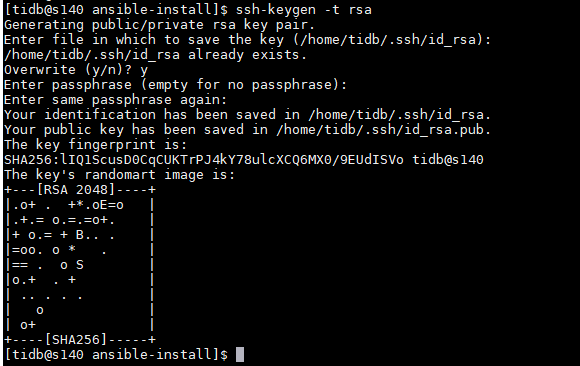 [tidb@s140 ansible-install]$ ssh-keygen -t rsa
Generating public/private rsa key pair.
Enter file in which to save the key (/home/tidb/.ssh/id_rsa):
/home/tidb/.ssh/id_rsa already exists.
Overwrite (y/n)? y
Enter passphrase (empty for no passphrase):
Enter same passphrase again:
Your identification has been saved in /home/tidb/.ssh/id_rsa.
Your public key has been saved in /home/tidb/.ssh/id_rsa.pub.
The key fingerprint is:
SHA256:lIQ1ScusD0CqCUKTrPJ4kY78ulcXCQ6MX0/9EUdISVo tidb@s140
The key's randomart image is:
+---[RSA 2048]----+
|.o+ .  +*.oE=o   |
|.+.= o.=.=o+.    |
|+ o.= + B.. .    |
|=oo. o *   .     |
|== .  o S        |
|o.+  . +         |
| .. . . .        |
|   o             |
| o+              |
+----[SHA256]-----+
[tidb@s140 ansible-install]$